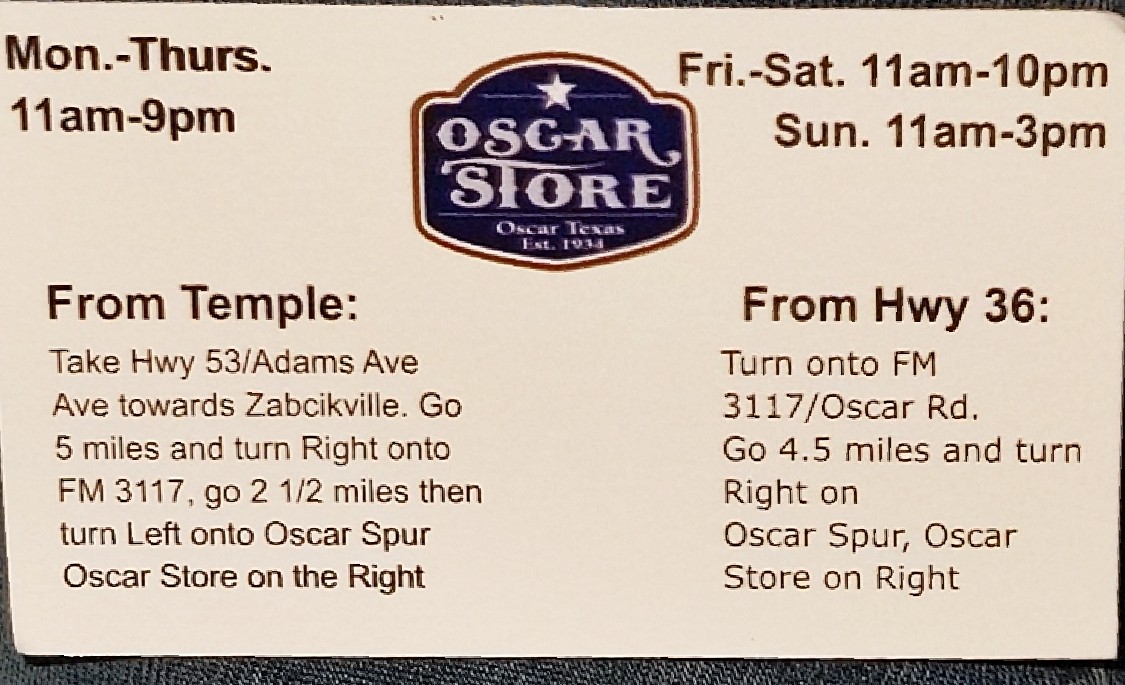 Mon.-Thurs.
11am-9pm
OSCAR
STORE
Oscar Texas
Est. 1934
Fri.-Sat. 11am-10pm
Sun. 11am-3pm
From Temple:
Take Hwy 53/Adams Ave
Ave towards Zabcikville. Go
5 miles and turn Right onto
FM 3117, go 2 1/2 miles then
turn Left onto Oscar Spur
Oscar Store on the Right
From Hwy 36:
Turn onto FM
3117/Oscar Rd.
Go 4.5 miles and turn
Right on
Oscar Spur, Oscar
Store on Right